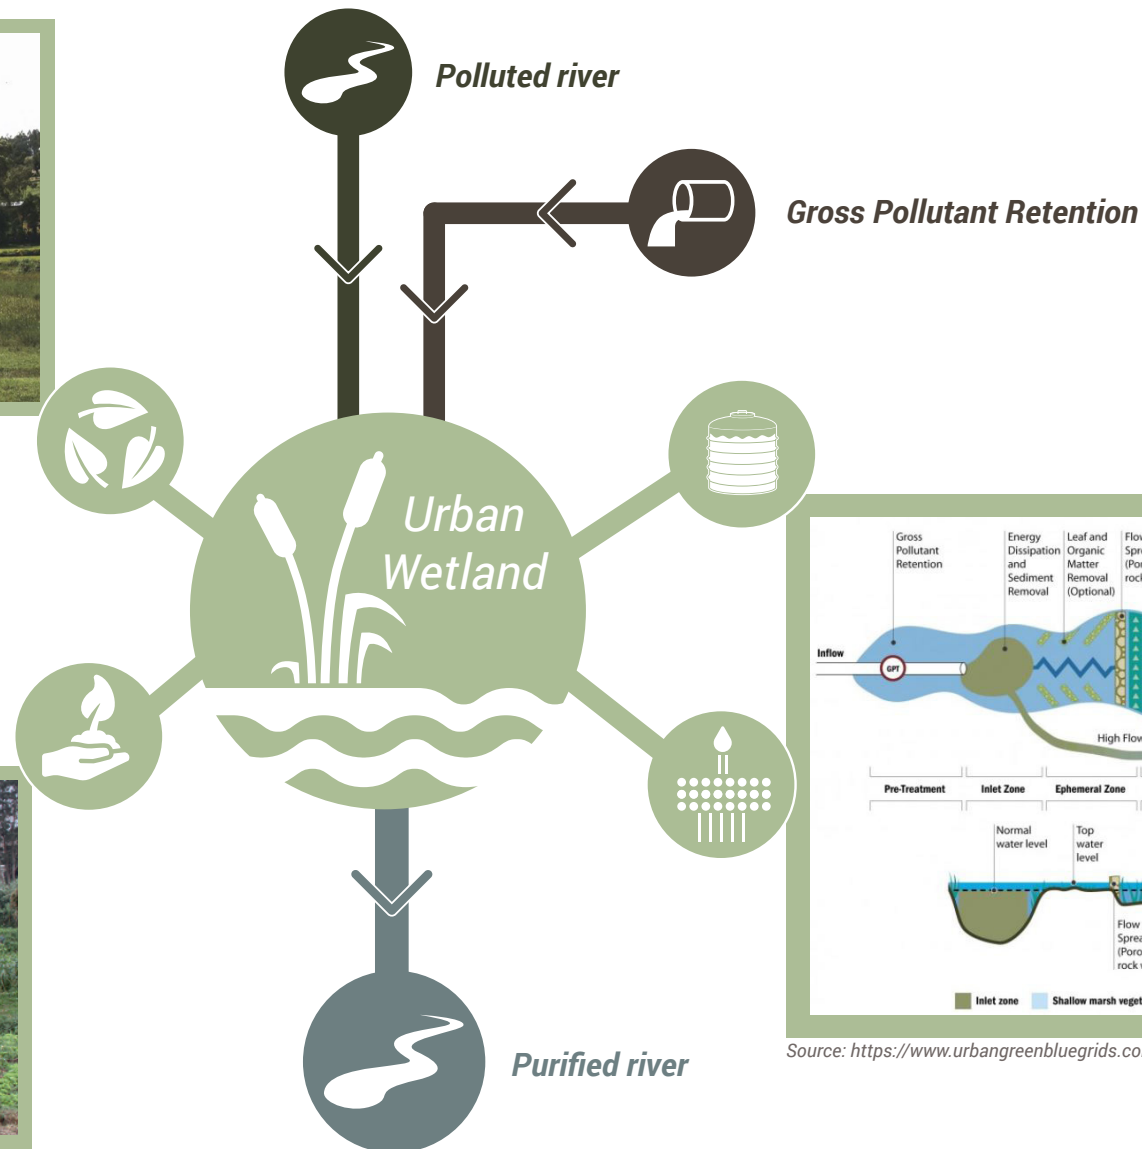 Polluted river
Gross Pollutant Retention
Urban
Wetland
Gross
Pollutant
Retention
Energy
Dissipation
and
Sediment
Removal
Leaf and
Organic
Matter
Removal
(Optional)
Inflow
GPT
Pre-Treatment
Inlet Zone
Ephemeral Zone
Normal
water level
Top
water
level
Flow
Inlet zone
Purified river
Source: